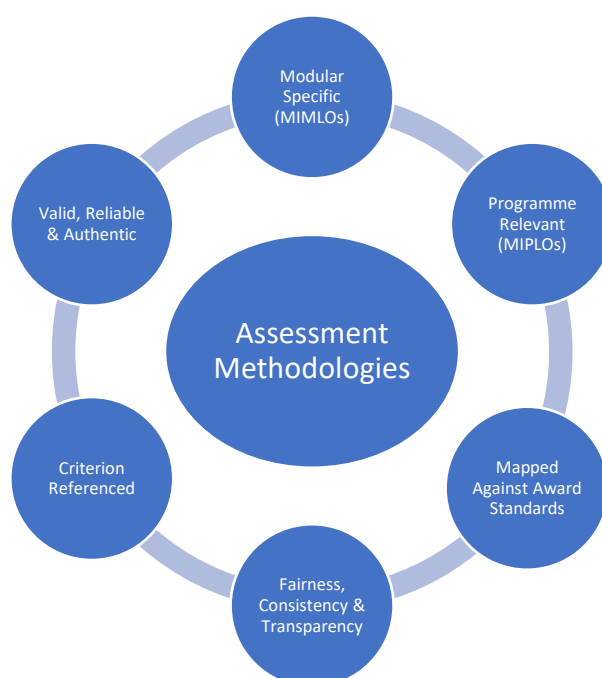 Modular
Specific
(MIMLOs)
Programme
Relevant
(MIPLOs)
Mapped
Against Award
Standards
Fairness,
Consistency &
Transparency
Criterion
Referenced
Valid, Reliable
& Authentic
Assessment
Methodologies